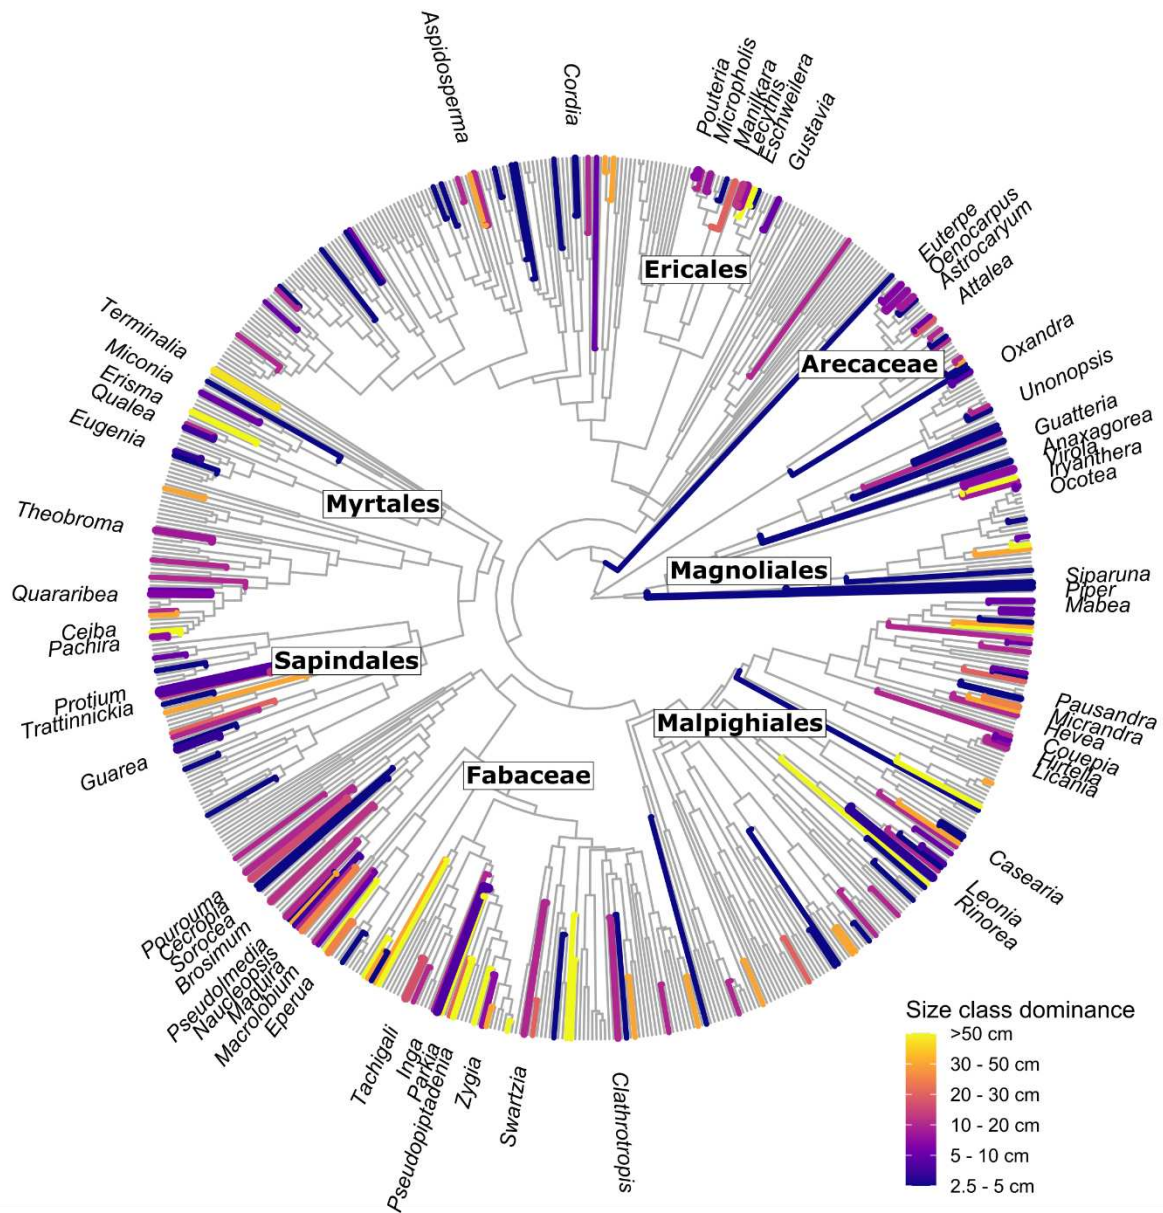 Aspidosperma
Cordia
Pouteria
Micropholis
Manilkara
Lecythis
Eschweilera
Gustavia
Euterpe
Oenocarpus
Astrocaryum
Attalea
Oxandra
Unonopsis
Guatteria
Anaxagorea
Virola
Iryanthera
Ocotea
Siparuna
Piper
Mabea
Pausandra
Micrandra
Hevea
Couepia
Hirtella
Licania
Casearia
Leonia
Rinorea
Clathrotropis
Swartzia
Zygia
Pseudopiptadenia
Parkia
Inga
Tachigali
Eperua
Macrolobium
Maquira
Naucleopsis
Pseudolmedia
Brosimum
Sorocea
Cecropia
Pourouma
Guarea
Trattinnickia
Protium
Pachira
Ceiba
Quararibea
Theobroma
Eugenia
Qualea
Erisma
Miconia
Terminalia
Ericales
Arecaceae
Magnoliales
Malpighiales
Fabaceae
Sapindales
Myrtales
Size class dominance
>50 cm
30 - 50 cm
20 - 30 cm
10 - 20 cm
5 - 10 cm
2.5 - 5 cm